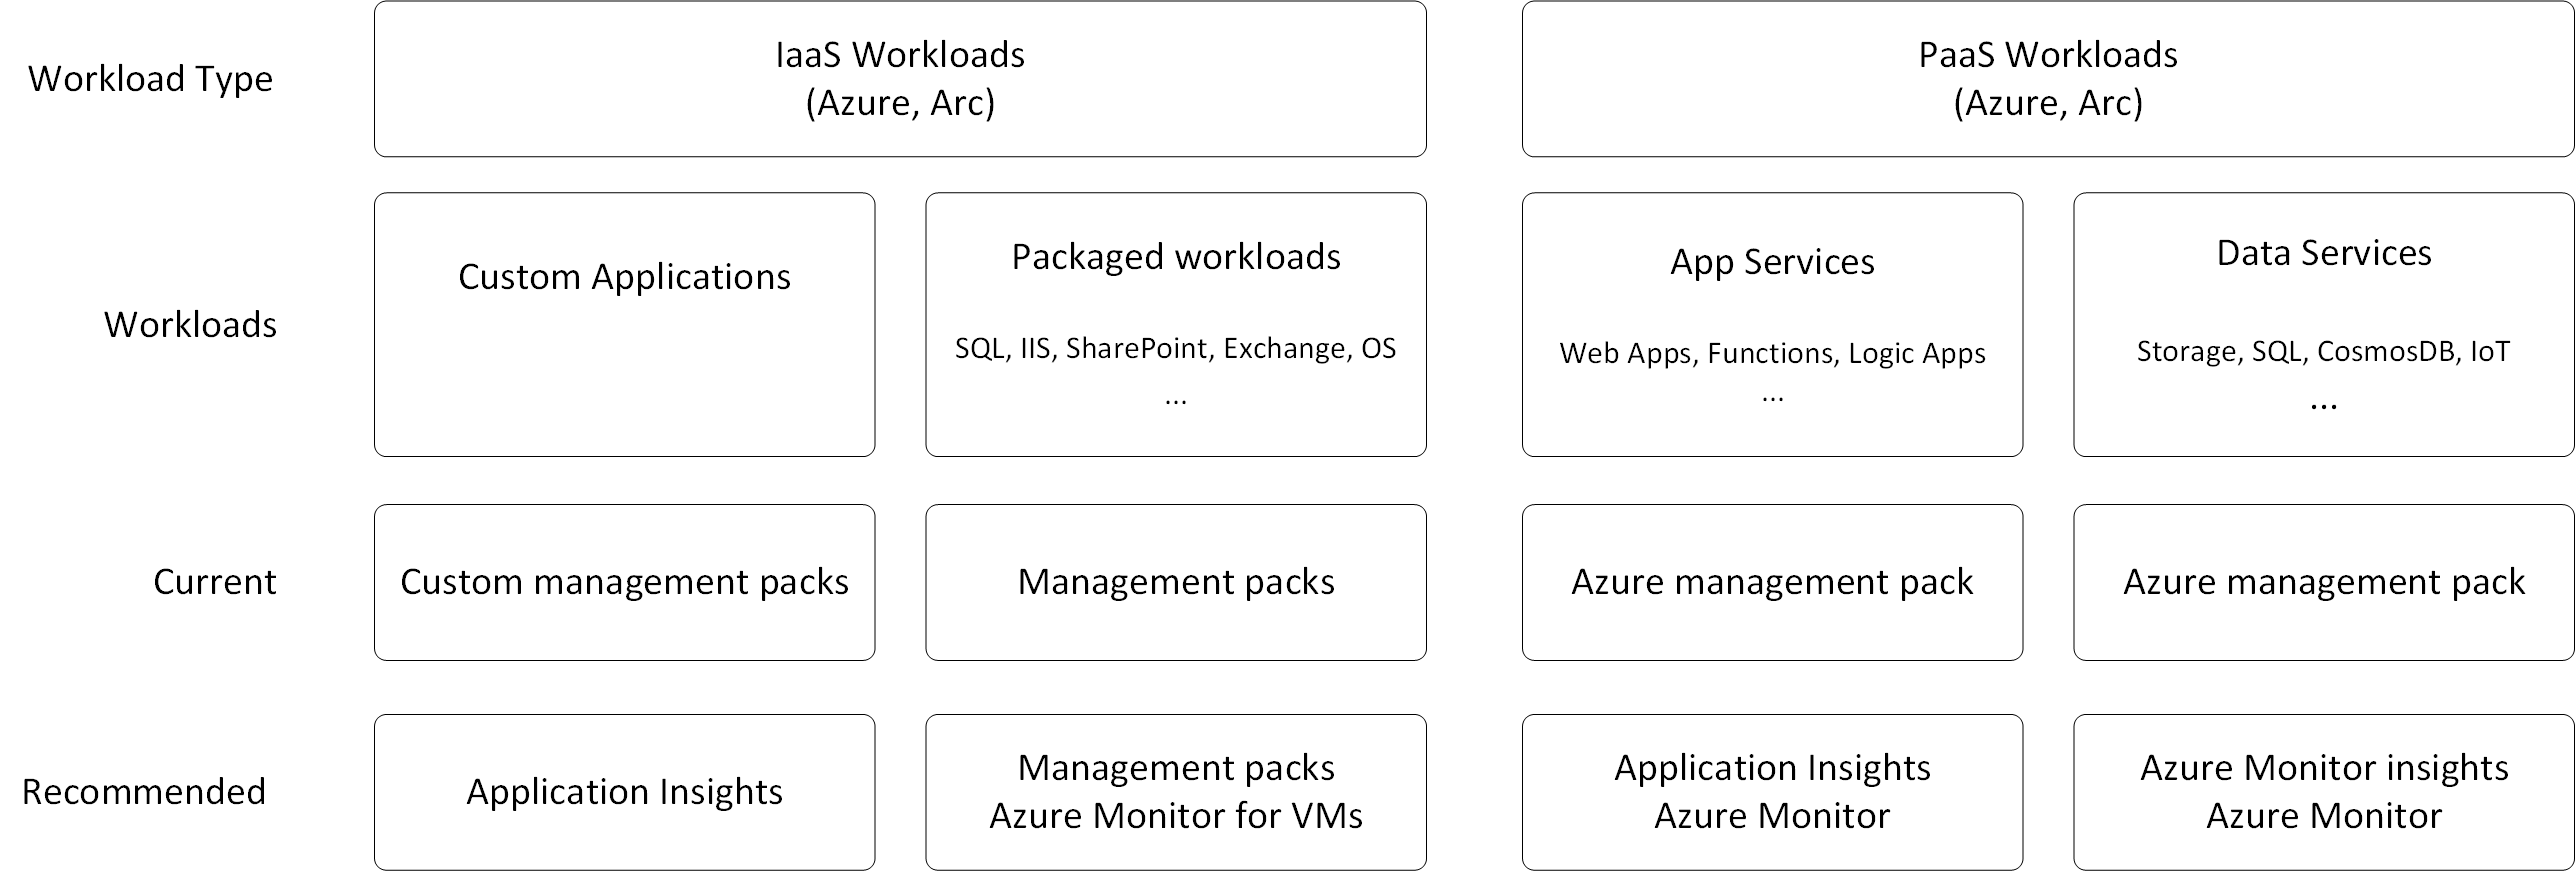 Workload Type
IaaS Workloads
(Azure, Arc)
PaaS Workloads
(Azure, Arc)
Workloads
Custom Applications
Packaged workloads
SQL, IIS, SharePoint, Exchange, OS
...
App Services
Web Apps, Functions, Logic Apps
...
Data Services
Storage, SQL, CosmosDB, IoT
...
Current
Custom management packs
Management packs
Azure management pack
Azure management pack
Recommended
Application Insights
Management packs
Azure Monitor for VMs
Application Insights
Azure Monitor
Azure Monitor insights
Azure Monitor